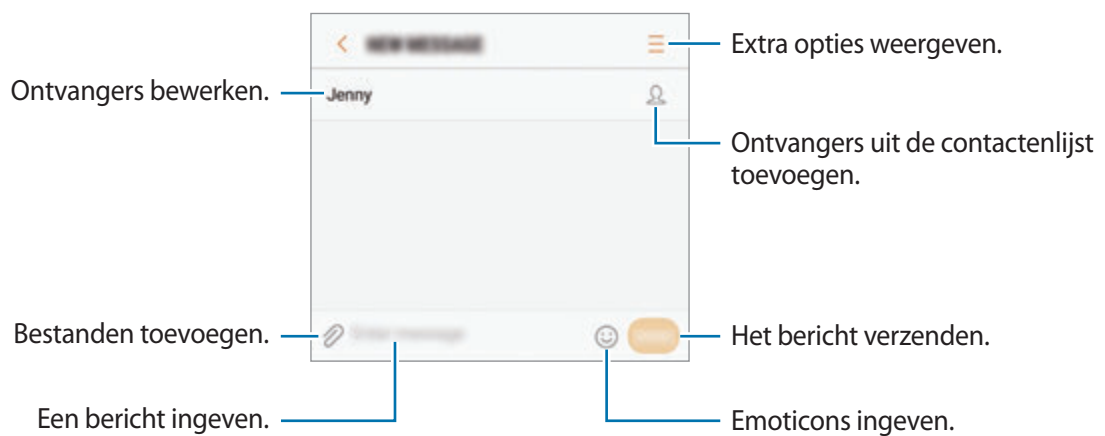 Extra opties weergeven.
Ontvangers bewerken.
Jenny
Ontvangers uit de contactenlijst
toevoegen.
Bestanden toevoegen.
Het bericht verzenden.
Een bericht ingeven.
Emoticons ingeven.